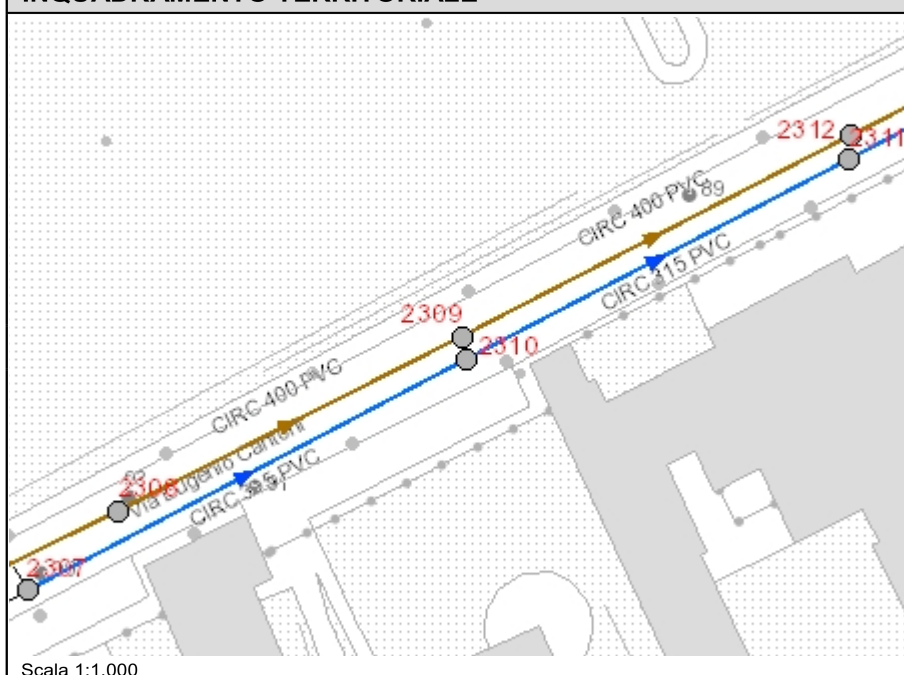 INQUADRAMENTO TERRITORIALE
2312
2311
89
CIRC 400 PVC
CIRC 315 PVC
2309
2310
CIRC 400 PVC
2308
Via Eugenio Cantoni
CIRC 315 PVC
2307
Scala 1:1.000